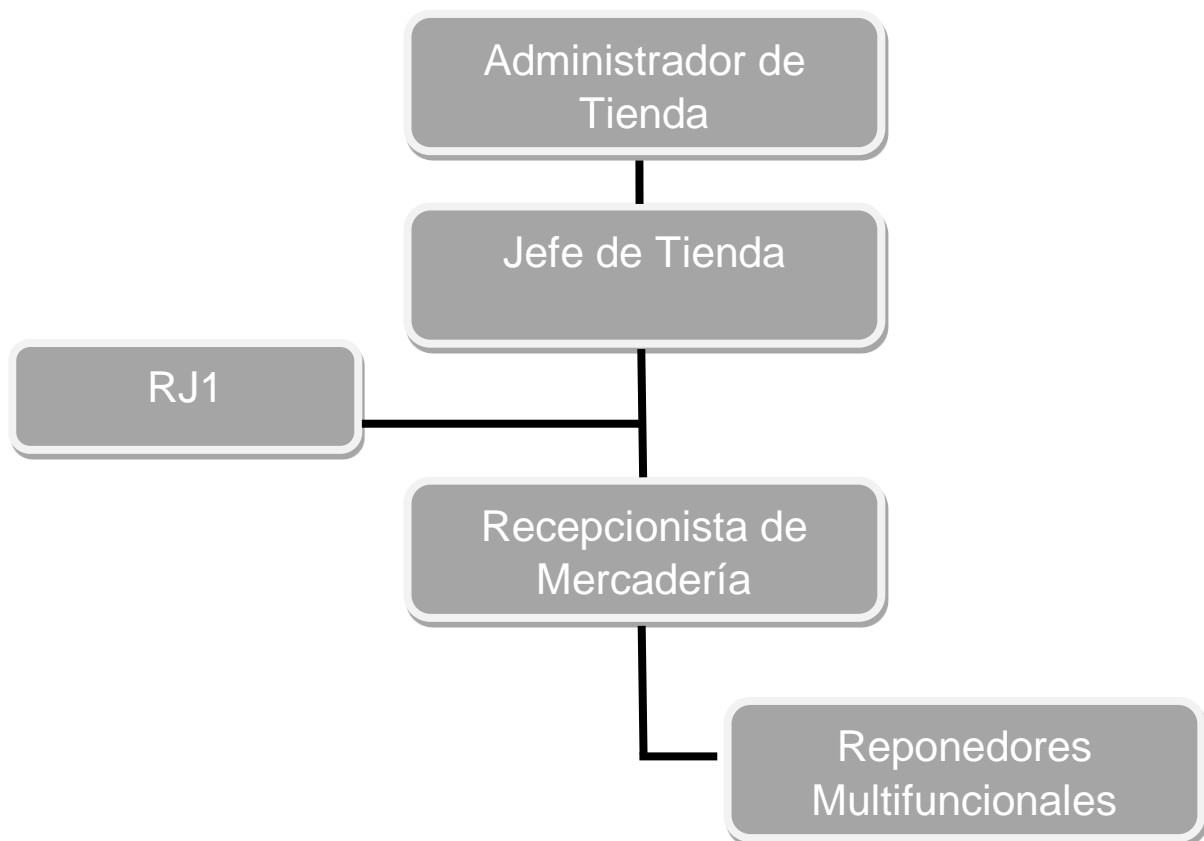 Administrador de
Tienda
Jefe de Tienda
RJ1
Recepcionista de
Mercadería
Reponedores
Multifuncionales